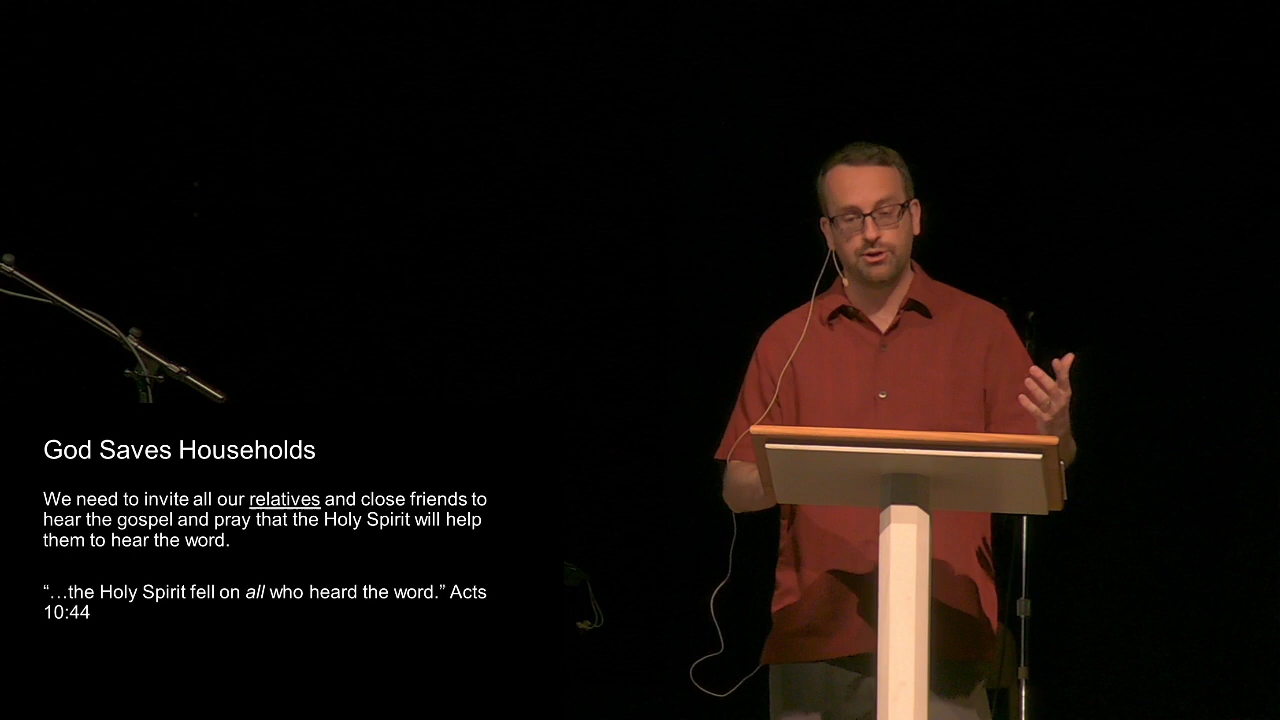 God Saves Households
We need to invite all our relatives and close friends to
hear the gospel and pray that the Holy Spirit will help
them to hear the word.
“…the Holy Spirit fell on all who heard the word.” Acts
10:44